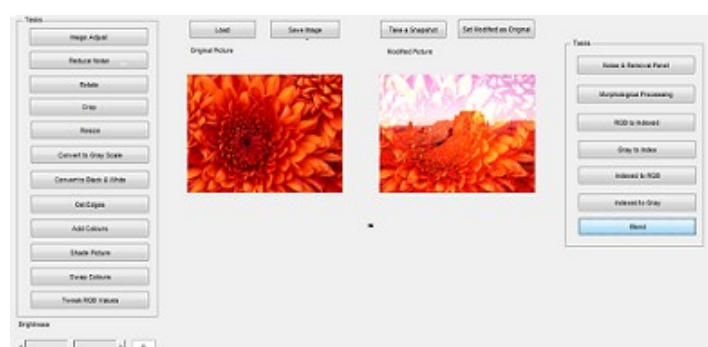 Tasks
Image Adjust
Reduce Noise
Rotate
Crop
Resize
Convert to Gray Scale
Convert to Black & White
Get Edges
Add Colours
Shade Picture
Swap Colours
Tweak RGB Values
Brightness
Load
Save Image
Original Picture
Take a Snapshot
Set Modified as Original
Modified Picture
Tasks
Noise & Removal Panel
Morphological Processing
RGB to Indexed
Gray to Index
Indexed to RGB
Indexed to Gray
Blend